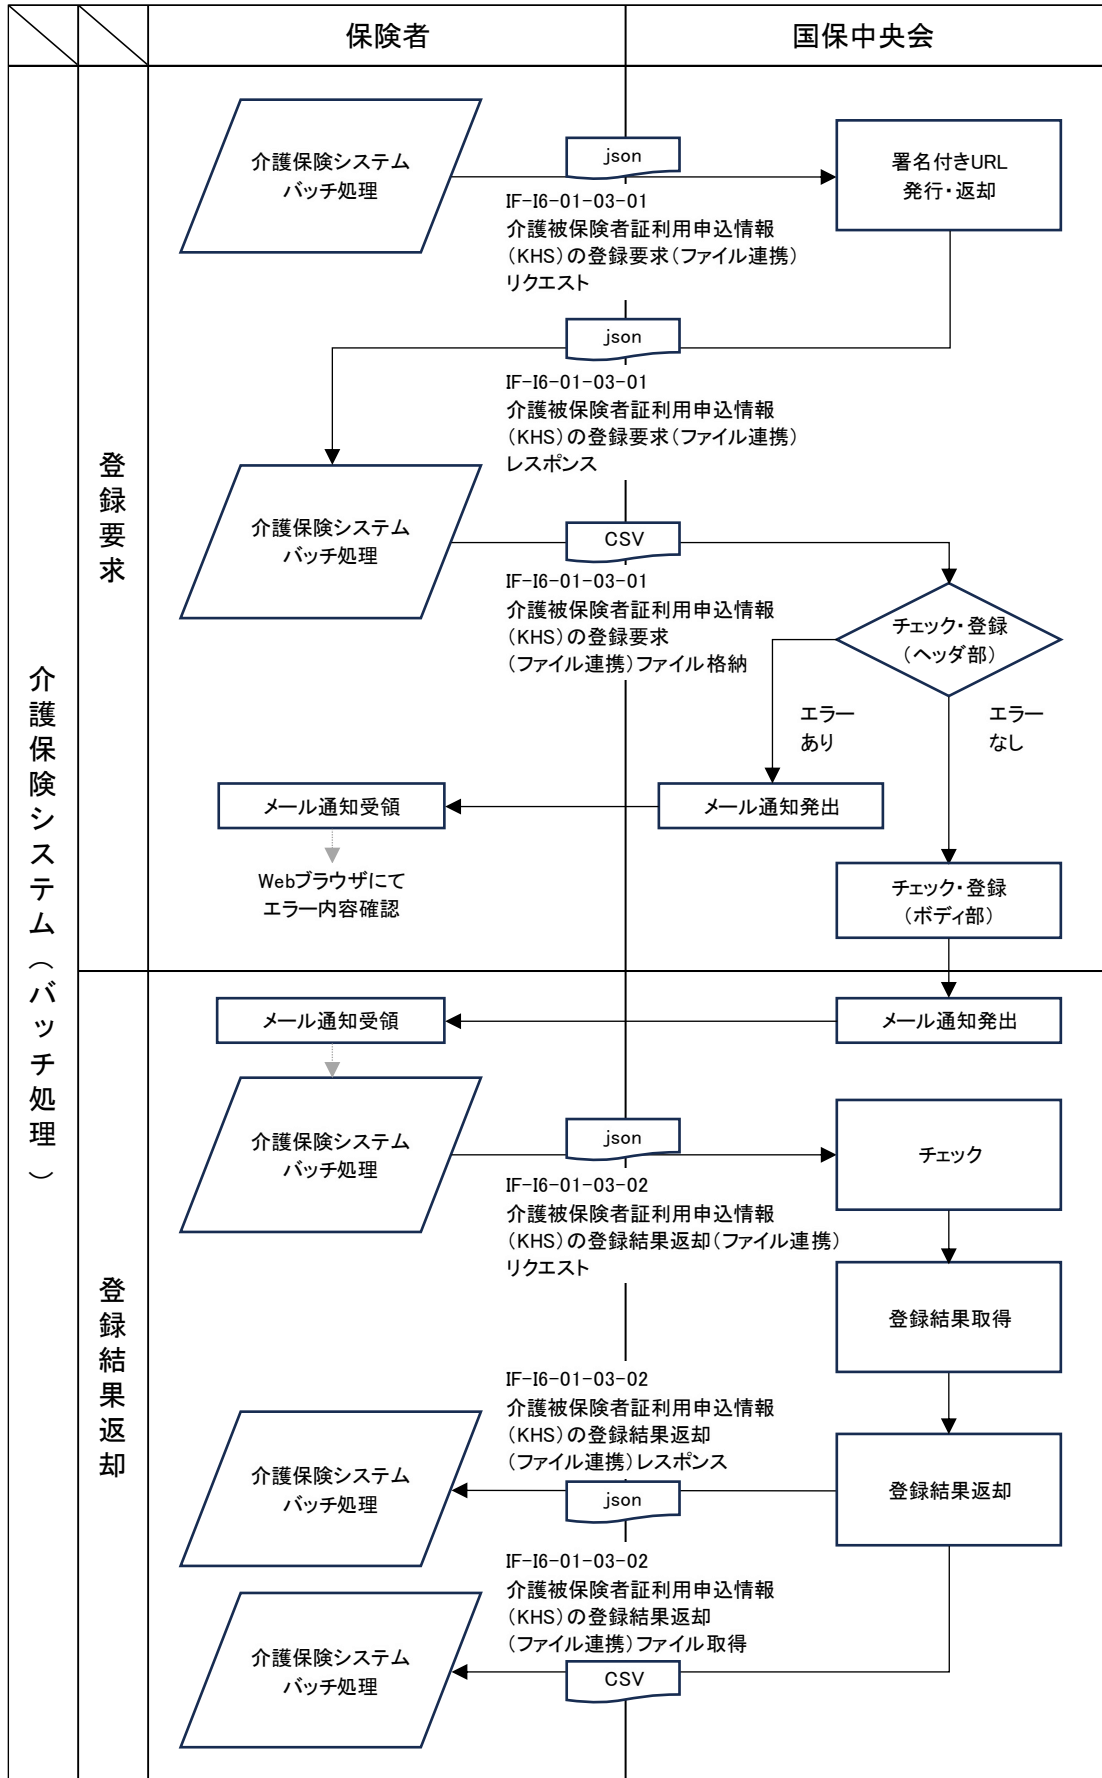 保険者
国保中央会
介護保険システム（バッチ処理）
登録要求
介護保険システム
バッチ処理
json
署名付きURL
発行・返却
IF-I6-01-03-01
介護被保険者証利用申込情報
（KHS）の登録要求（ファイル連携）
リクエスト
json
IF-I6-01-03-01
介護被保険者証利用申込情報
（KHS）の登録要求（ファイル連携）
レスポンス
介護保険システム
バッチ処理
CSV
IF-I6-01-03-01
介護被保険者証利用申込情報
（KHS）の登録要求
（ファイル連携）ファイル格納
チェック・登録
（ヘッダ部）
エラー
あり
エラー
なし
メール通知受領
メール通知発出
Webブラウザにて
エラー内容確認
チェック・登録
（ボディ部）
登録結果返却
メール通知受領
メール通知発出
介護保険システム
バッチ処理
json
チェック
IF-I6-01-03-02
介護被保険者証利用申込情報
（KHS）の登録結果返却（ファイル連携）
リクエスト
登録結果取得
IF-I6-01-03-02
介護被保険者証利用申込情報
（KHS）の登録結果返却
（ファイル連携）レスポンス
介護保険システム
バッチ処理
json
登録結果返却
IF-I6-01-03-02
介護被保険者証利用申込情報
（KHS）の登録結果返却
（ファイル連携）ファイル取得
介護保険システム
バッチ処理
CSV